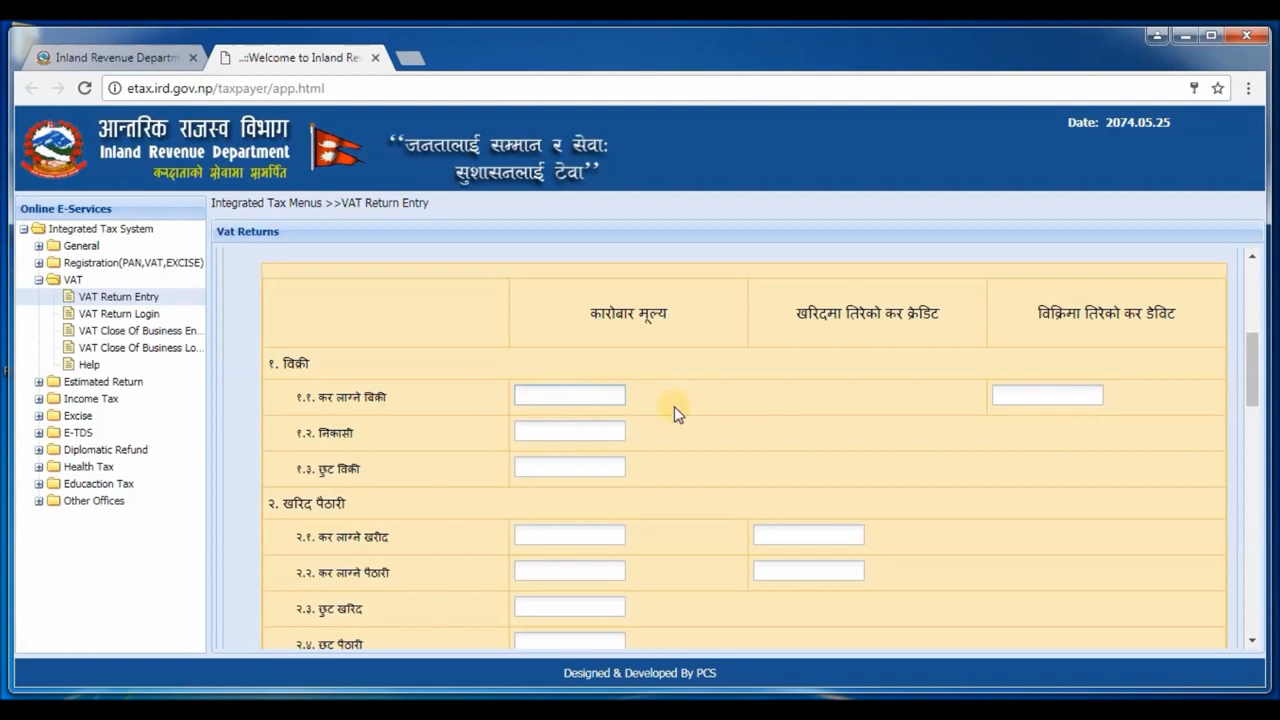 Inland Revenue Departm
..::Welcome to Inland Re
etax.ird.gov.np/taxpayer/app.html
आन्तरिक राजस्व विभाग
Inland Revenue Department
करदाताको सेवामा समर्पित
‘‘जनतालाई सम्मान र सेवाः
सुशासनलाई टेवा’’
Date: 2074.05.25
Online E-Services
Integrated Tax System
General
Registration(PAN,VAT,EXCISE)
VAT
VAT Return Entry
VAT Return Login
VAT Close Of Business En...
VAT Close Of Business Lo...
Help
Estimated Return
Income Tax
Excise
E-TDS
Diplomatic Refund
Health Tax
Educaction Tax
Other Offices
Integrated Tax Menus >>VAT Return Entry
Vat Returns
कारोबार मूल्य खरिदमा तिरेको कर क्रेडिट विक्रिमा तिरेको कर डेविट
१. विक्री
१.१. कर लाग्ने बिक्री
१.२. निकासी
१.३. छुट विक्री
२. खरिद पैठारी
२.१. कर लाग्ने खरीद
२.२. कर लाग्ने पैठारी
२.३. छुट खरिद
२.४. छुट पैठारी
Designed & Developed By PCS